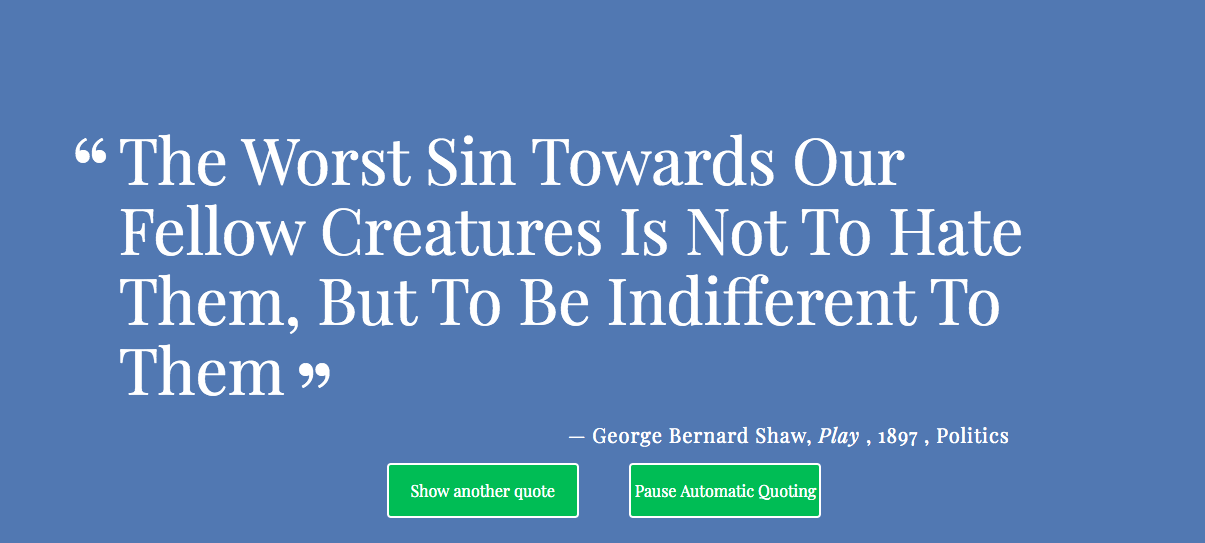 “ The Worst Sin Towards Our
Fellow Creatures Is Not To Hate
Them, But To Be Indifferent To
Them ”
— George Bernard Shaw, Play , 1897 , Politics
Show another quote
Pause Automatic Quoting